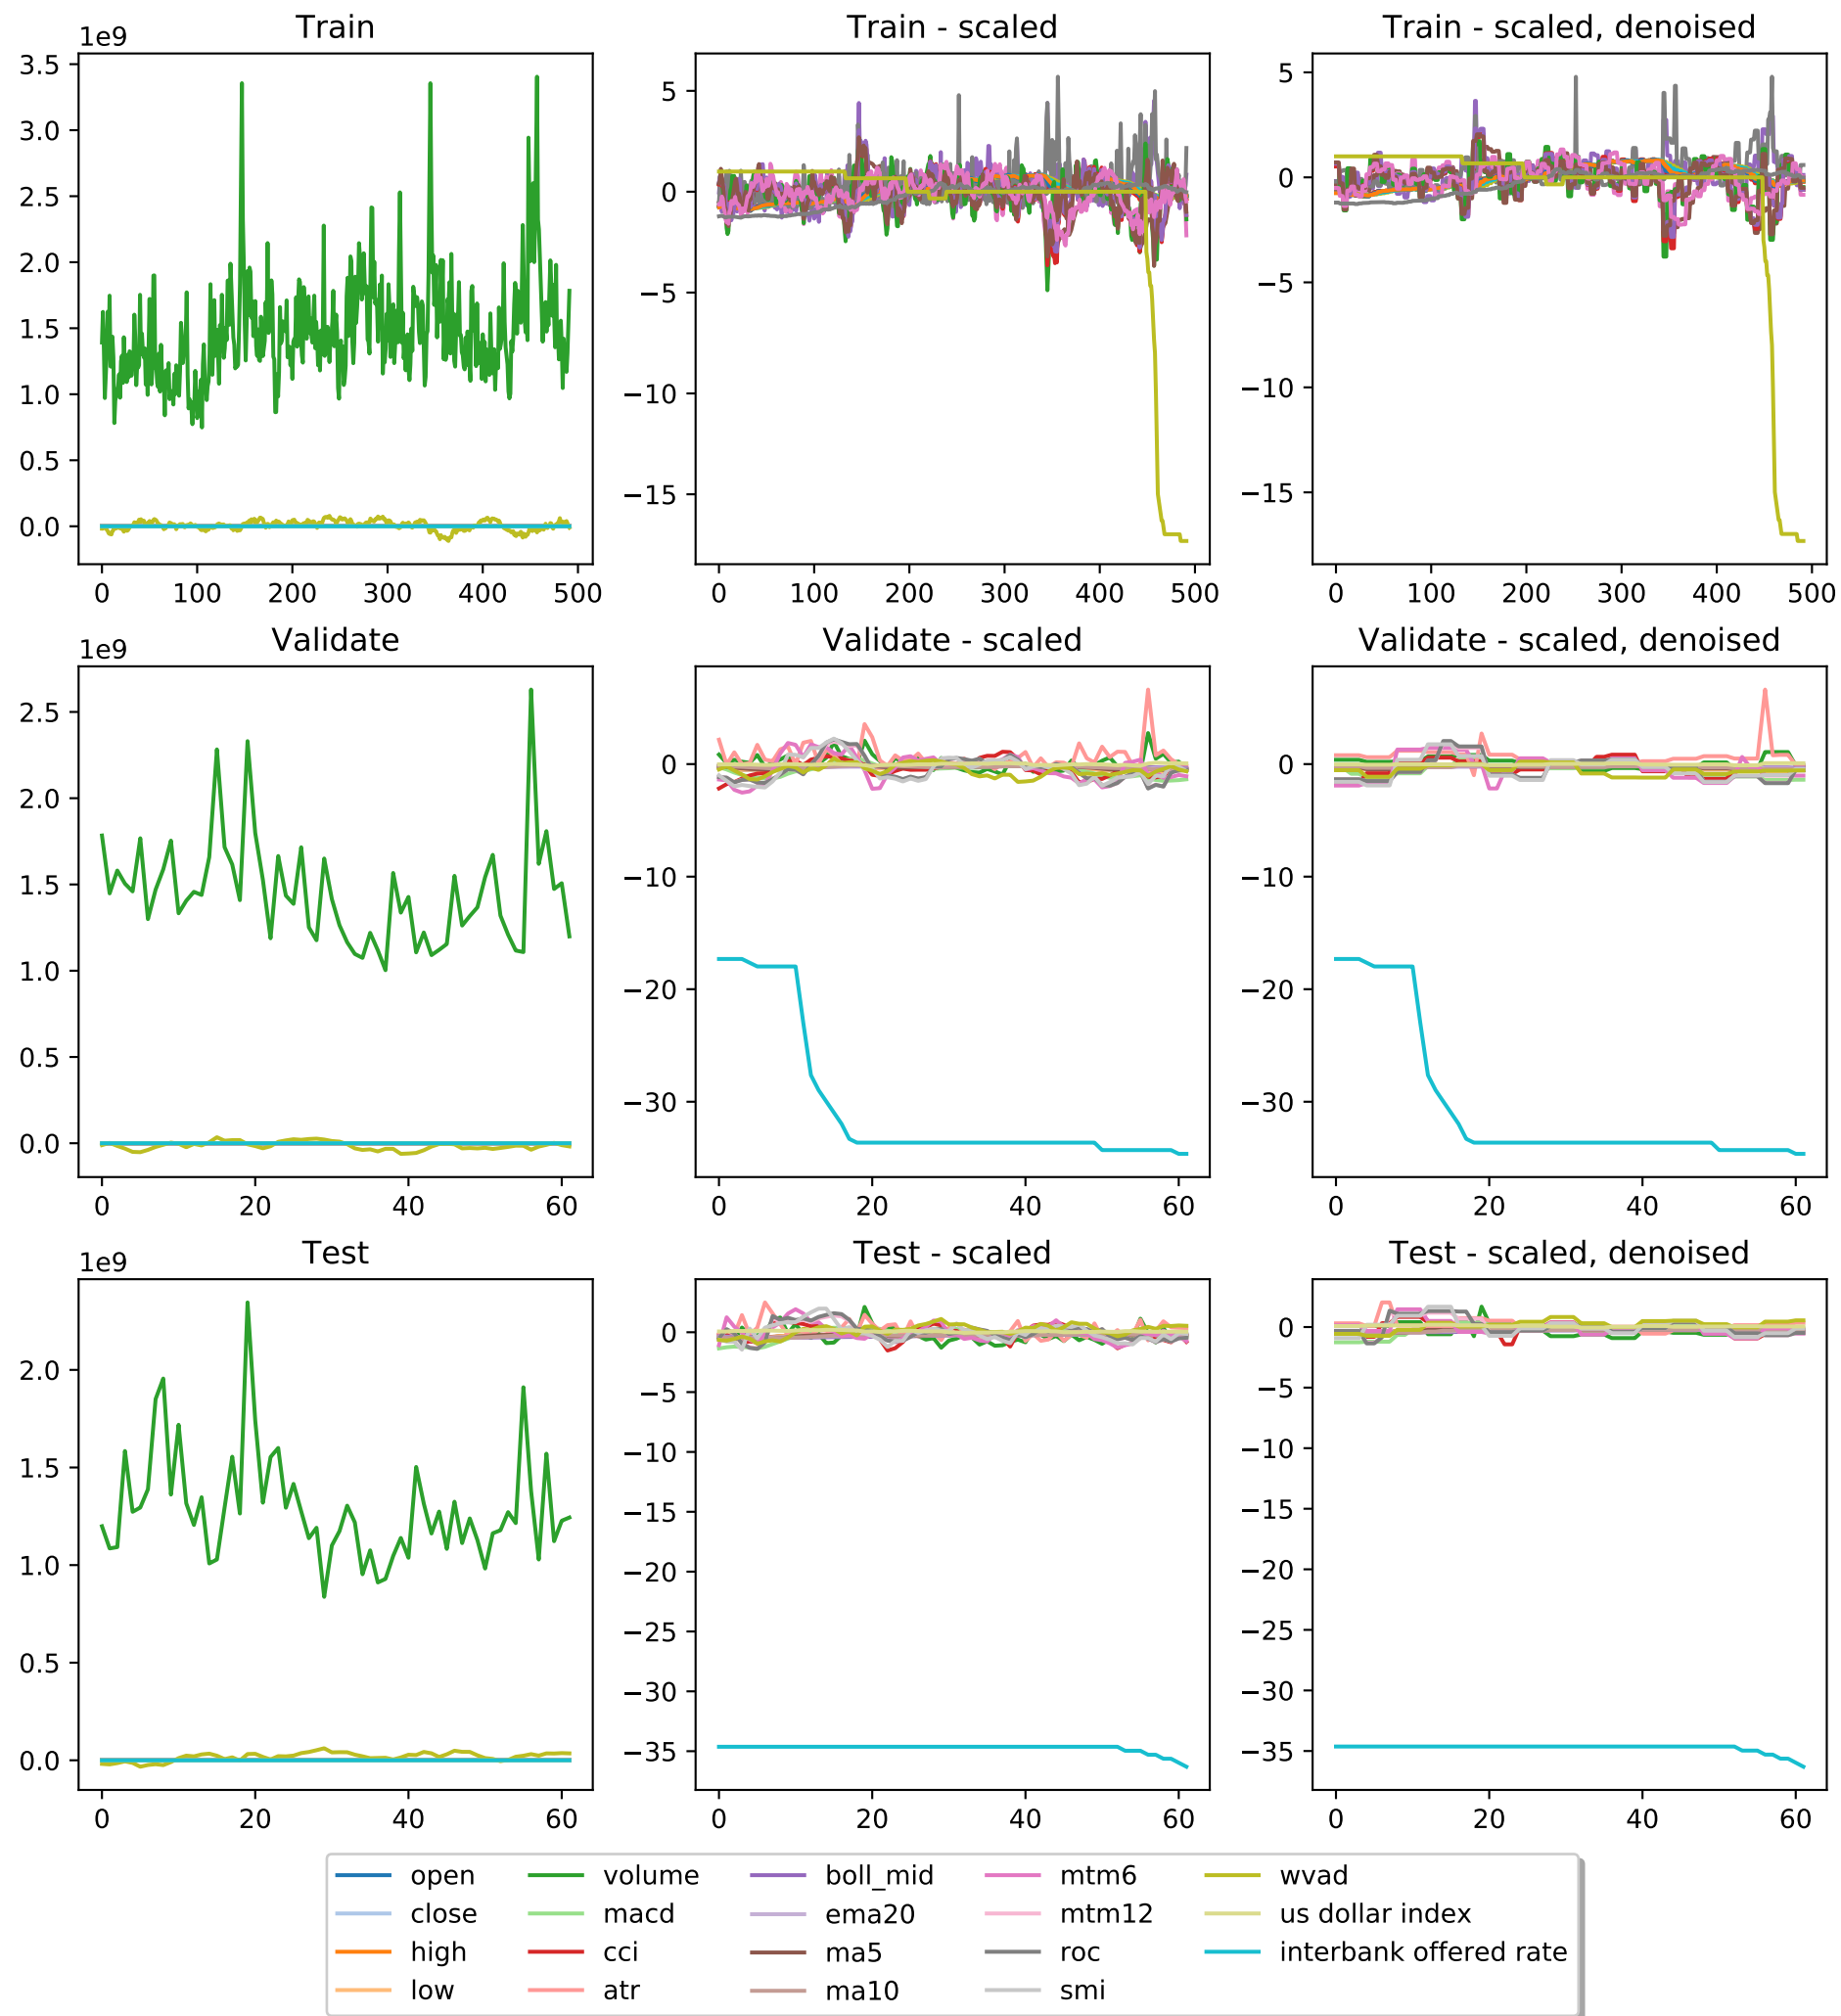 Train
Train - scaled
Train - scaled, denoised
1e9
3.5
3.0
2.5
2.0
1.5
1.0
0.5
0.0
0 100 200 300 400 500
5
0
−5
−10
−15
0 100 200 300 400 500
5
0
−5
−10
−15
0 100 200 300 400 500
Validate
Validate - scaled
Validate - scaled, denoised
1e9
2.5
2.0
1.5
1.0
0.5
0.0
0 20 40 60
0
−10
−20
−30
0 20 40 60
0
−10
−20
−30
0 20 40 60
Test
Test - scaled
Test - scaled, denoised
1e9
2.0
1.5
1.0
0.5
0.0
0 20 40 60
0
−5
−10
−15
−20
−25
−30
−35
0 20 40 60
0
−5
−10
−15
−20
−25
−30
−35
0 20 40 60
open
close
high
low
volume
macd
cci
atr
boll_mid
ema20
ma5
ma10
mtm6
mtm12
roc
smi
wvad
us dollar index
interbank offered rate